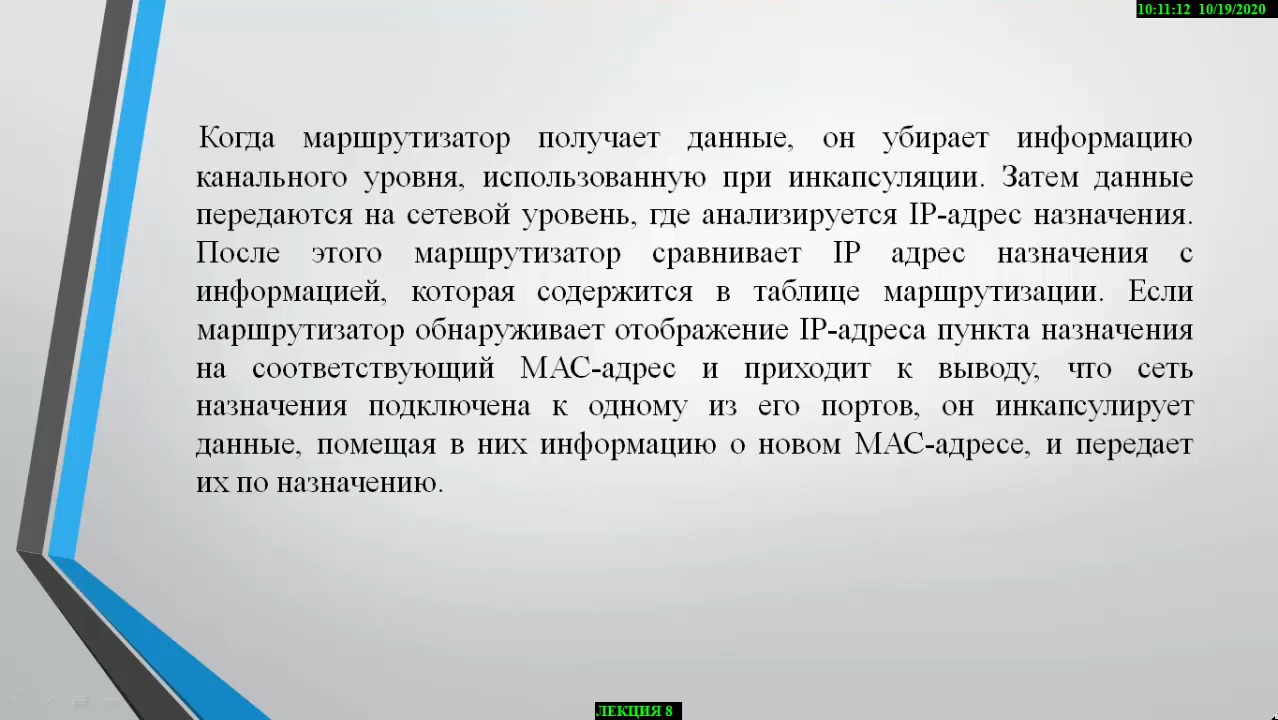 10:11:12 10/19/2020
Когда маршрутизатор получает данные, он убирает информацию
канального уровня, использованную при инкапсуляции. Затем данные
передаются на сетевой уровень, где анализируется IP-адрес назначения.
После этого маршрутизатор сравнивает IP адрес назначения с
информацией, которая содержится в таблице маршрутизации. Если
маршрутизатор обнаруживает отображение IP-адреса пункта назначения
на соответствующий МАС-адрес и приходит к выводу, что сеть
назначения подключена к одному из его портов, он инкапсулирует
данные, помещая в них информацию о новом МАС-адресе, и передает
их по назначению.
ЛЕКЦИЯ 8